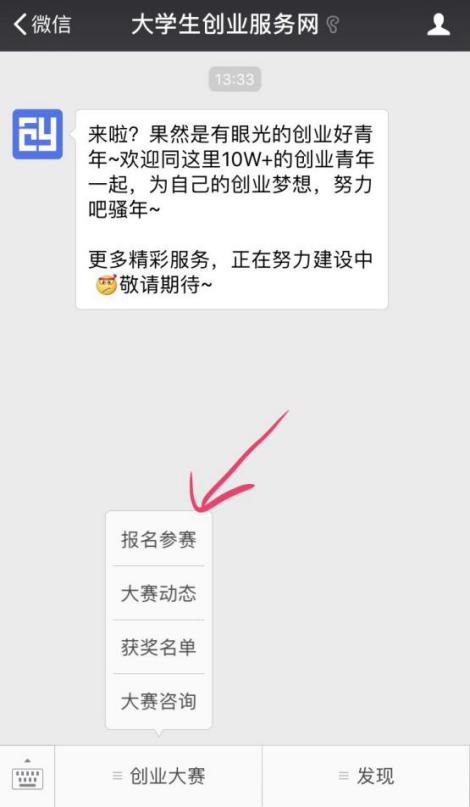 微信
大学生创业服务网
13:33
来啦？果然是有眼光的创业好青
年~欢迎同这里10W+的创业青年
一起，为自己的创业梦想，努力
吧骚年~
更多精彩服务，正在努力建设中
敬请期待~
报名参赛
大赛动态
获奖名单
大赛咨询
创业大赛
发现